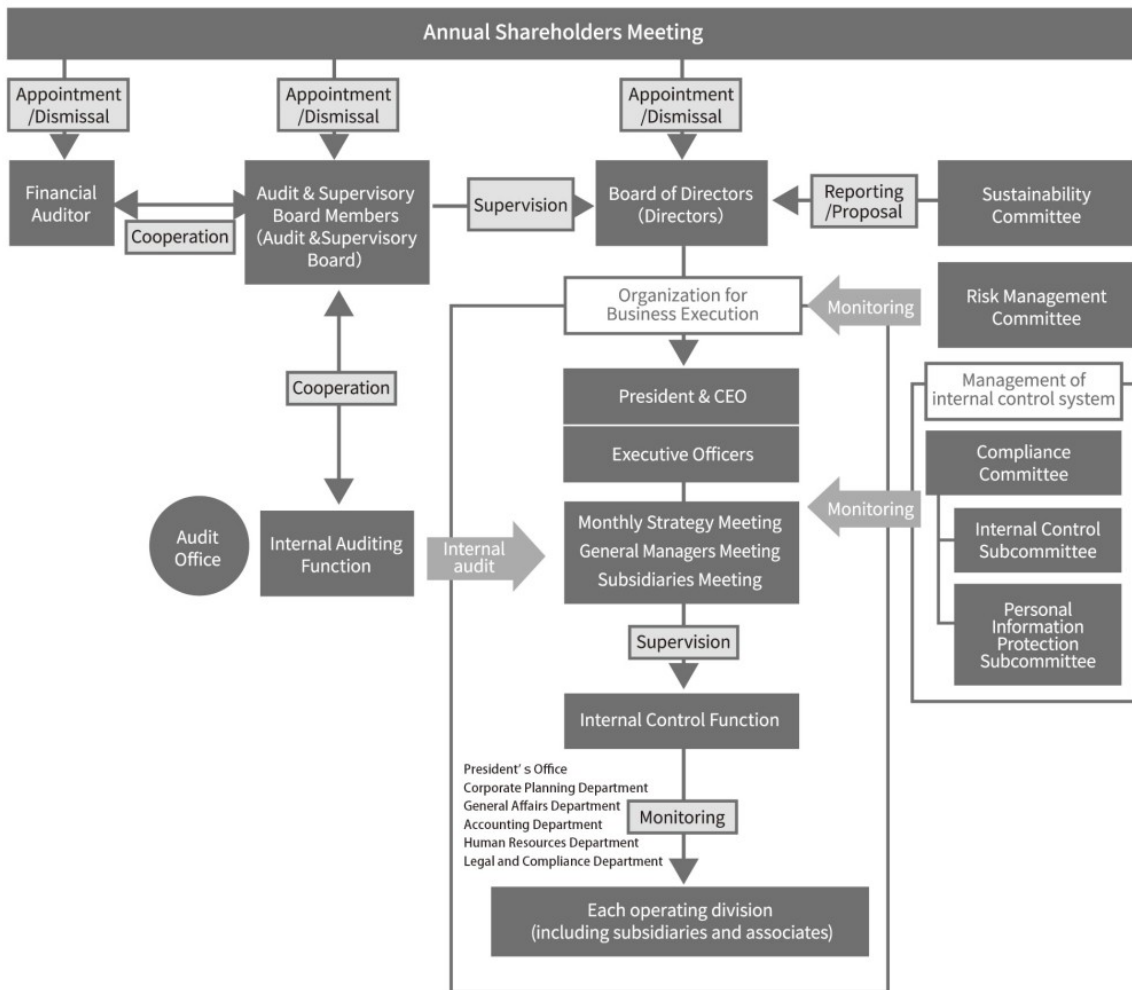 Annual Shareholders Meeting
Appointment
/Dismissal
Appointment
/Dismissal
Appointment
/Dismissal
Financial
Auditor
Cooperation
Audit & Supervisory
Board Members
(Audit &Supervisory
Board)
Supervision
Board of Directors
(Directors)
Reporting
/Proposal
Sustainability
Committee
Organization for
Business Execution
Monitoring
Risk Management
Committee
Cooperation
President & CEO
Executive Officers
Management of
internal control system
Compliance
Committee
Monitoring
Internal Control
Subcommittee
Personal
Information
Protection
Subcommittee
Audit
Office
Internal Auditing
Function
Internal
audit
Monthly Strategy Meeting
General Managers Meeting
Subsidiaries Meeting
Supervision
Internal Control Function
President’s Office
Corporate Planning Department
General Affairs Department
Accounting Department
Human Resources Department
Legal and Compliance Department
Monitoring
Each operating division
(including subsidiaries and associates)